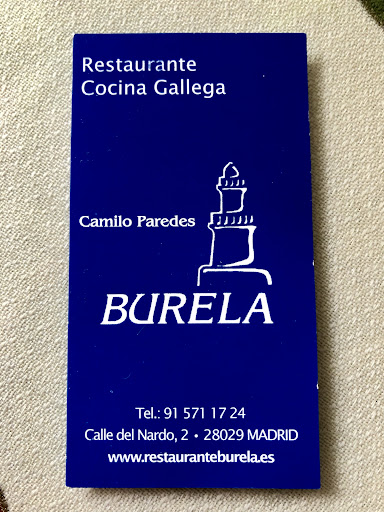 Restaurante
Cocina Gallega
Camilo Paredes
BURELA
Tel.: 91 571 17 24
Calle del Nardo, 2 • 28029 MADRID
www.restauranteburela.es